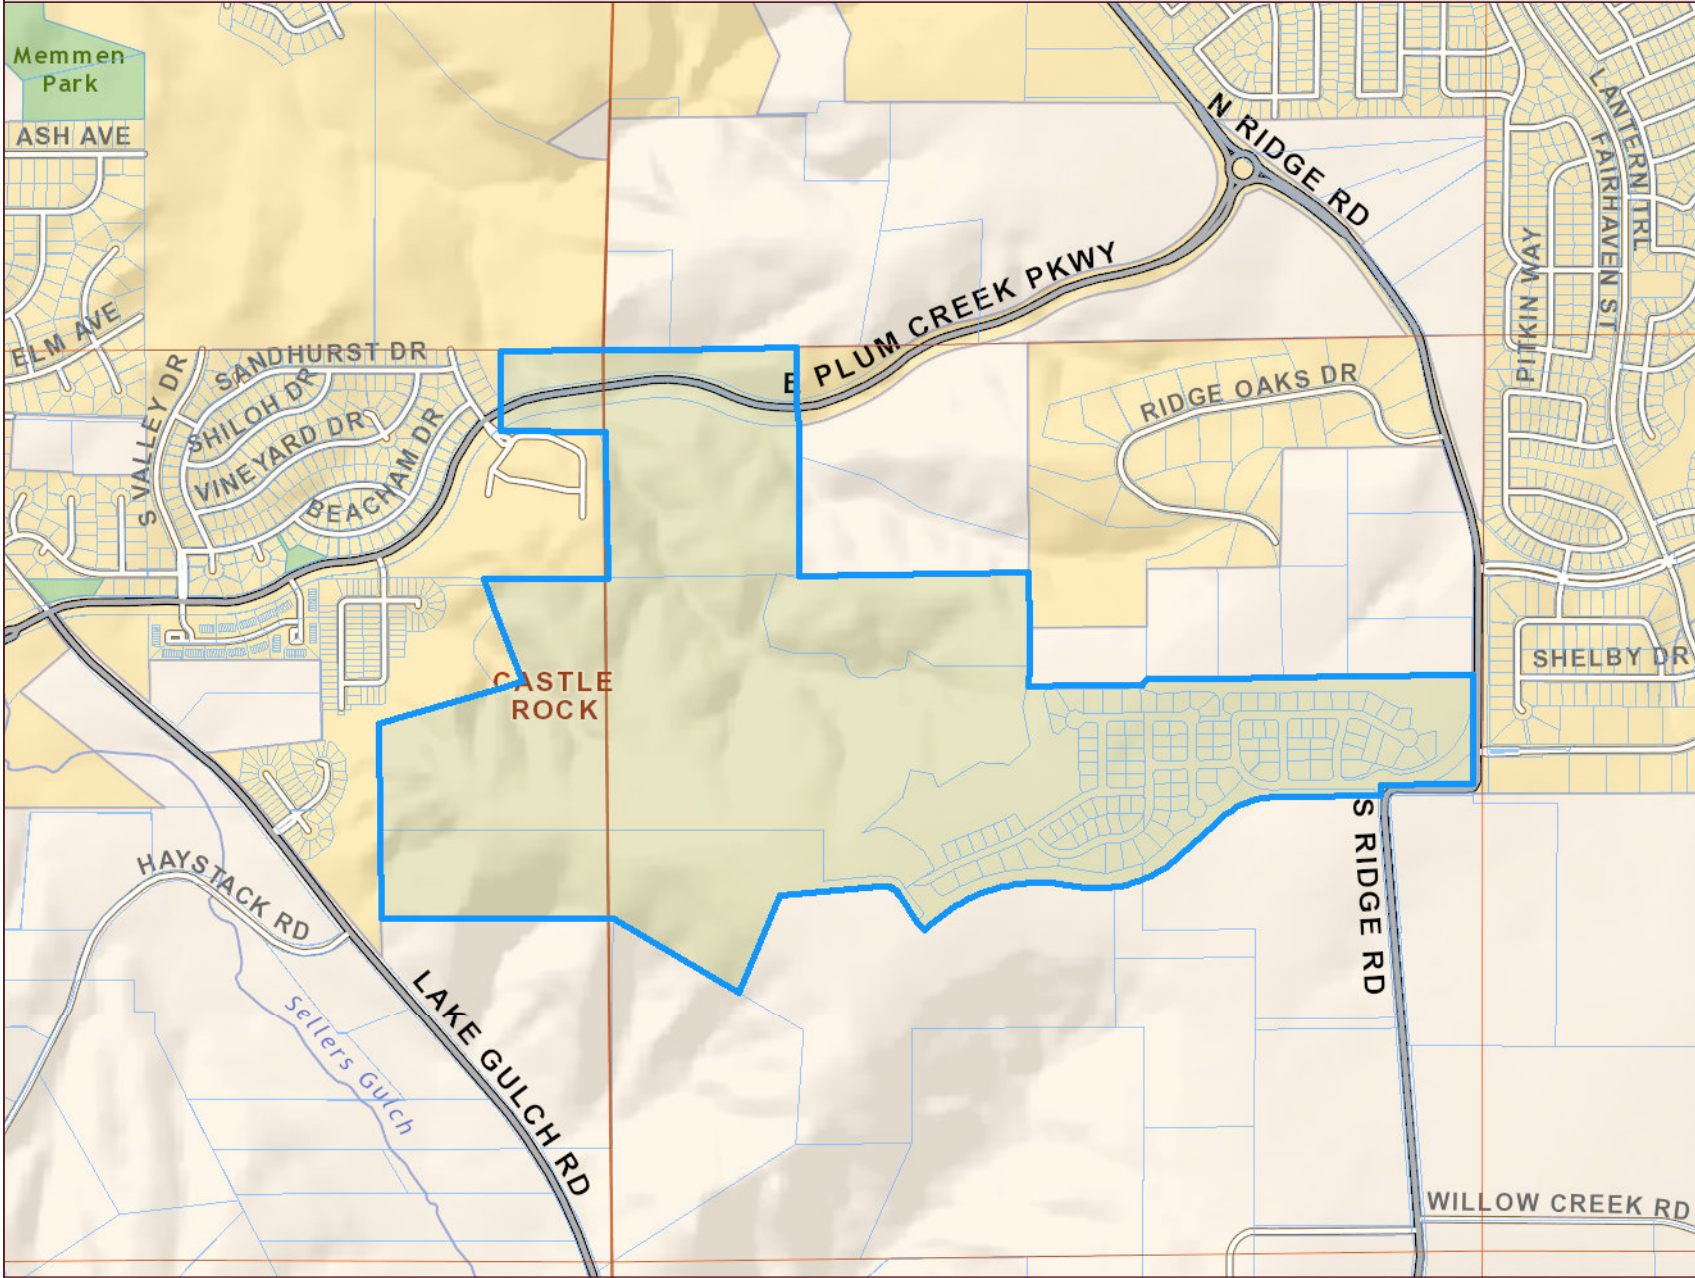 Memmen
Park
ASH AVE
N RIDGE RD
LANTERN TRL
FAIRHAVEN ST
PITKIN WAY
E PLUM CREEK PKWY
ELM AVE
SANDHURST DR
S VALLEY DR
SHILOH DR
VINEYARD DR
BEACHAM DR
RIDGE OAKS DR
SHELBY DR
CASTLE
ROCK
S RIDGE RD
HAYSTACK RD
LAKE GULCH RD
Sellers Gulch
WILLOW CREEK RD